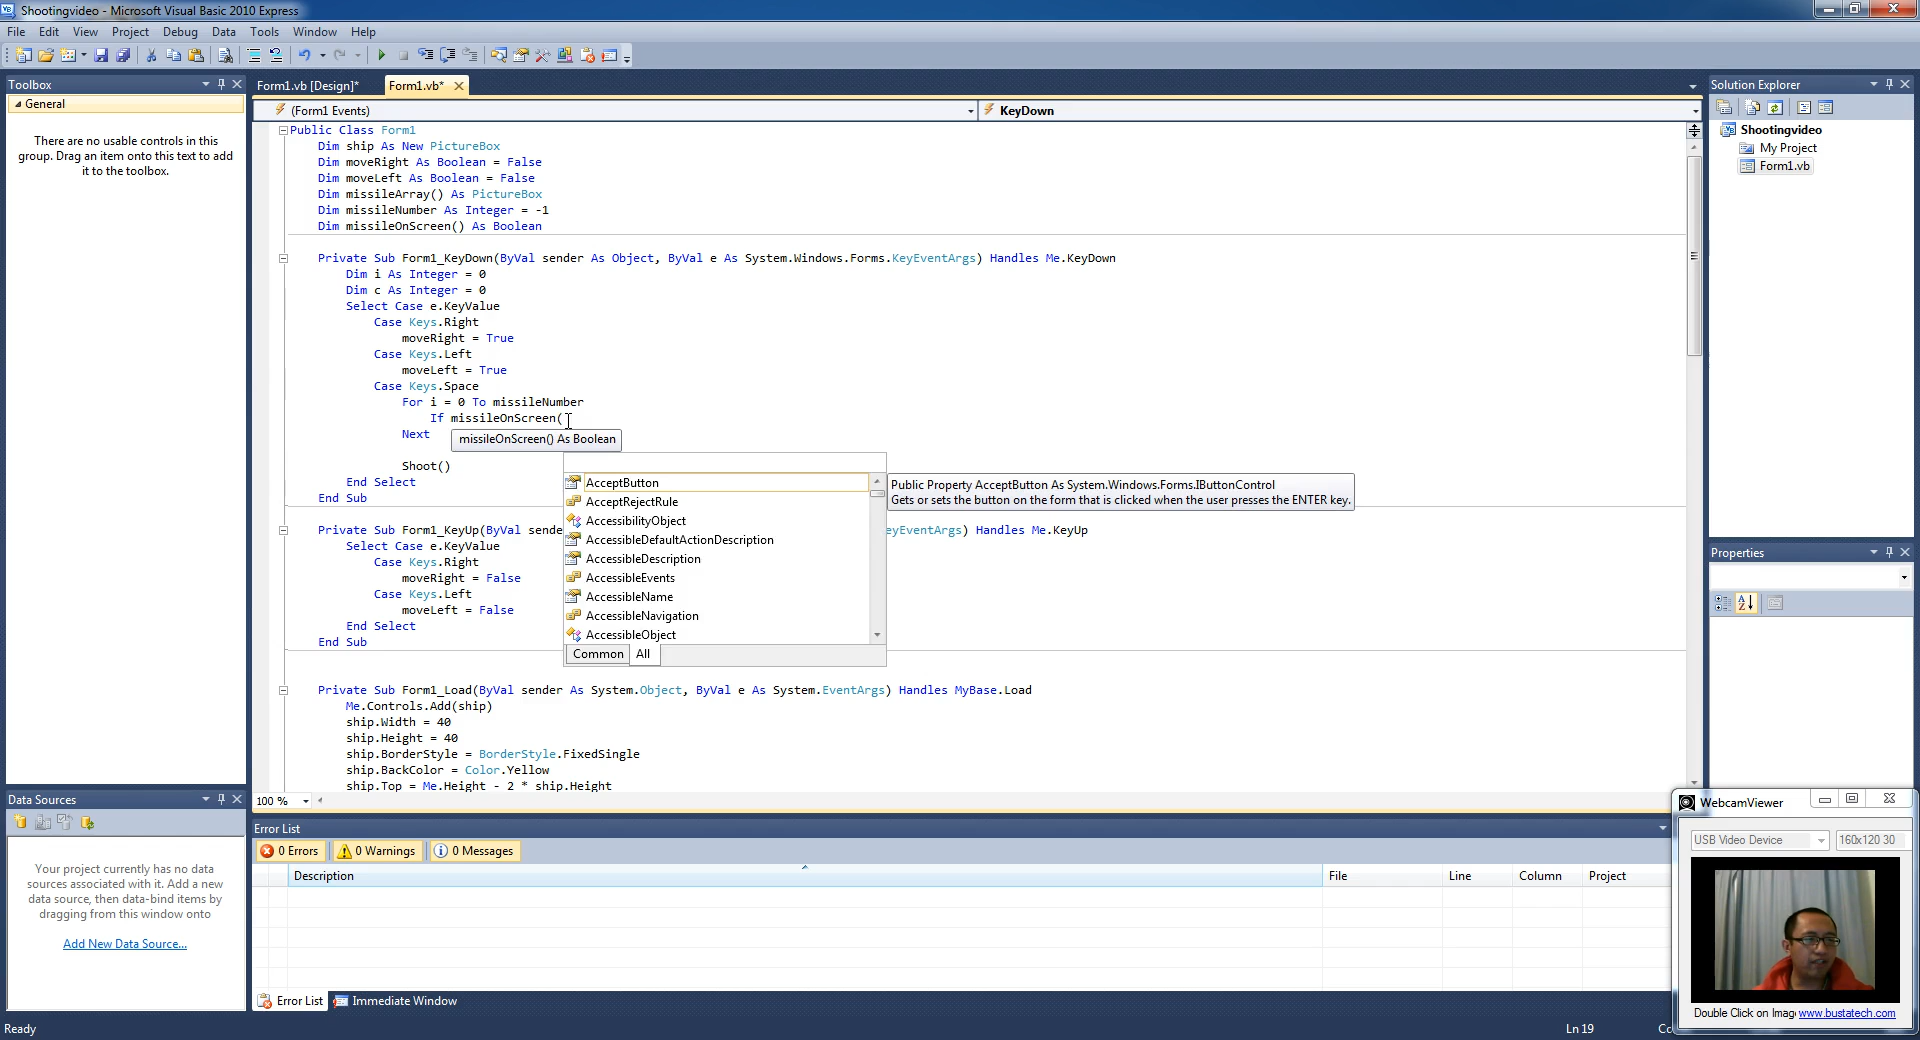 Shootingvideo - Microsoft Visual Basic 2010 Express
File Edit View Project Debug Data Tools Window Help
Toolbox
General
There are no usable controls in this
group. Drag an item onto this text to add
it to the toolbox.
Form1.vb [Design]* Form1.vb*
(Form1 Events) KeyDown
Public Class Form1
Dim ship As New PictureBox
Dim moveRight As Boolean = False
Dim moveLeft As Boolean = False
Dim missileArray() As PictureBox
Dim missileNumber As Integer = -1
Dim missileOnScreen() As Boolean
Private Sub Form1_KeyDown(ByVal sender As Object, ByVal e As System.Windows.Forms.KeyEventArgs) Handles Me.KeyDown
Dim i As Integer = 0
Dim c As Integer = 0
Select Case e.KeyValue
Case Keys.Right
moveRight = True
Case Keys.Left
moveLeft = True
Case Keys.Space
For i = 0 To missileNumber
If missileOnScreen(
Next
missileOnScreen() As Boolean
Shoot()
End Select
End Sub
AcceptButton
AcceptRejectRule
AccessibilityObject
AccessibleDefaultActionDescription
AccessibleDescription
AccessibleEvents
AccessibleName
AccessibleNavigation
AccessibleObject
Common All
Public Property AcceptButton As System.Windows.Forms.IButtonControl
Gets or sets the button on the form that is clicked when the user presses the ENTER key.
Private Sub Form1_KeyUp(ByVal sende eyEventArgs) Handles Me.KeyUp
Select Case e.KeyValue
Case Keys.Right
moveRight = False
Case Keys.Left
moveLeft = False
End Select
End Sub
Private Sub Form1_Load(ByVal sender As System.Object, ByVal e As System.EventArgs) Handles MyBase.Load
Me.Controls.Add(ship)
ship.Width = 40
ship.Height = 40
ship.BorderStyle = BorderStyle.FixedSingle
ship.BackColor = Color.Yellow
ship.Top = Me.Height - 2 * ship.Height
100 %
Solution Explorer
Shootingvideo
My Project
Form1.vb
Properties
Data Sources
Your project currently has no data
sources associated with it. Add a new
data source, then data-bind items by
dragging from this window onto
Add New Data Source...
Error List
0 Errors 0 Warnings 0 Messages
Description File Line Column Project
Error List Immediate Window
WebcamViewer
USB Video Device 160x120 30
Double Click on Imag www.bustatech.com
Ready Ln 19 Co